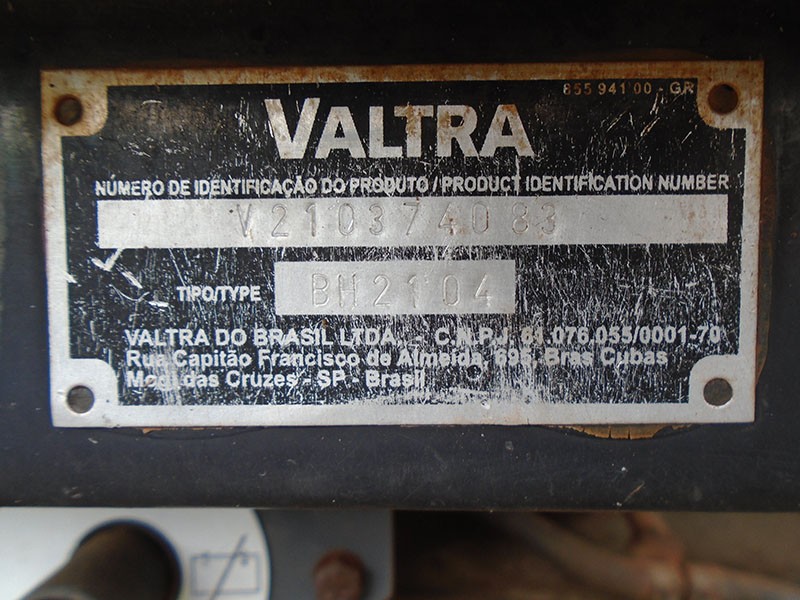 855 941 00 - GR
VALTRA
NÚMERO DE IDENTIFICAÇÃO DO PRODUTO / PRODUCT IDENTIFICATION NUMBER
V210374083
TIPO/TYPE BH2104
VALTRA DO BRASIL LTDA. - C.N.P.J. 61.076.055/0001-70
Rua Capitão Francisco de Almeida, 695, Bras Cubas
Mogi das Cruzes - SP - Brasil